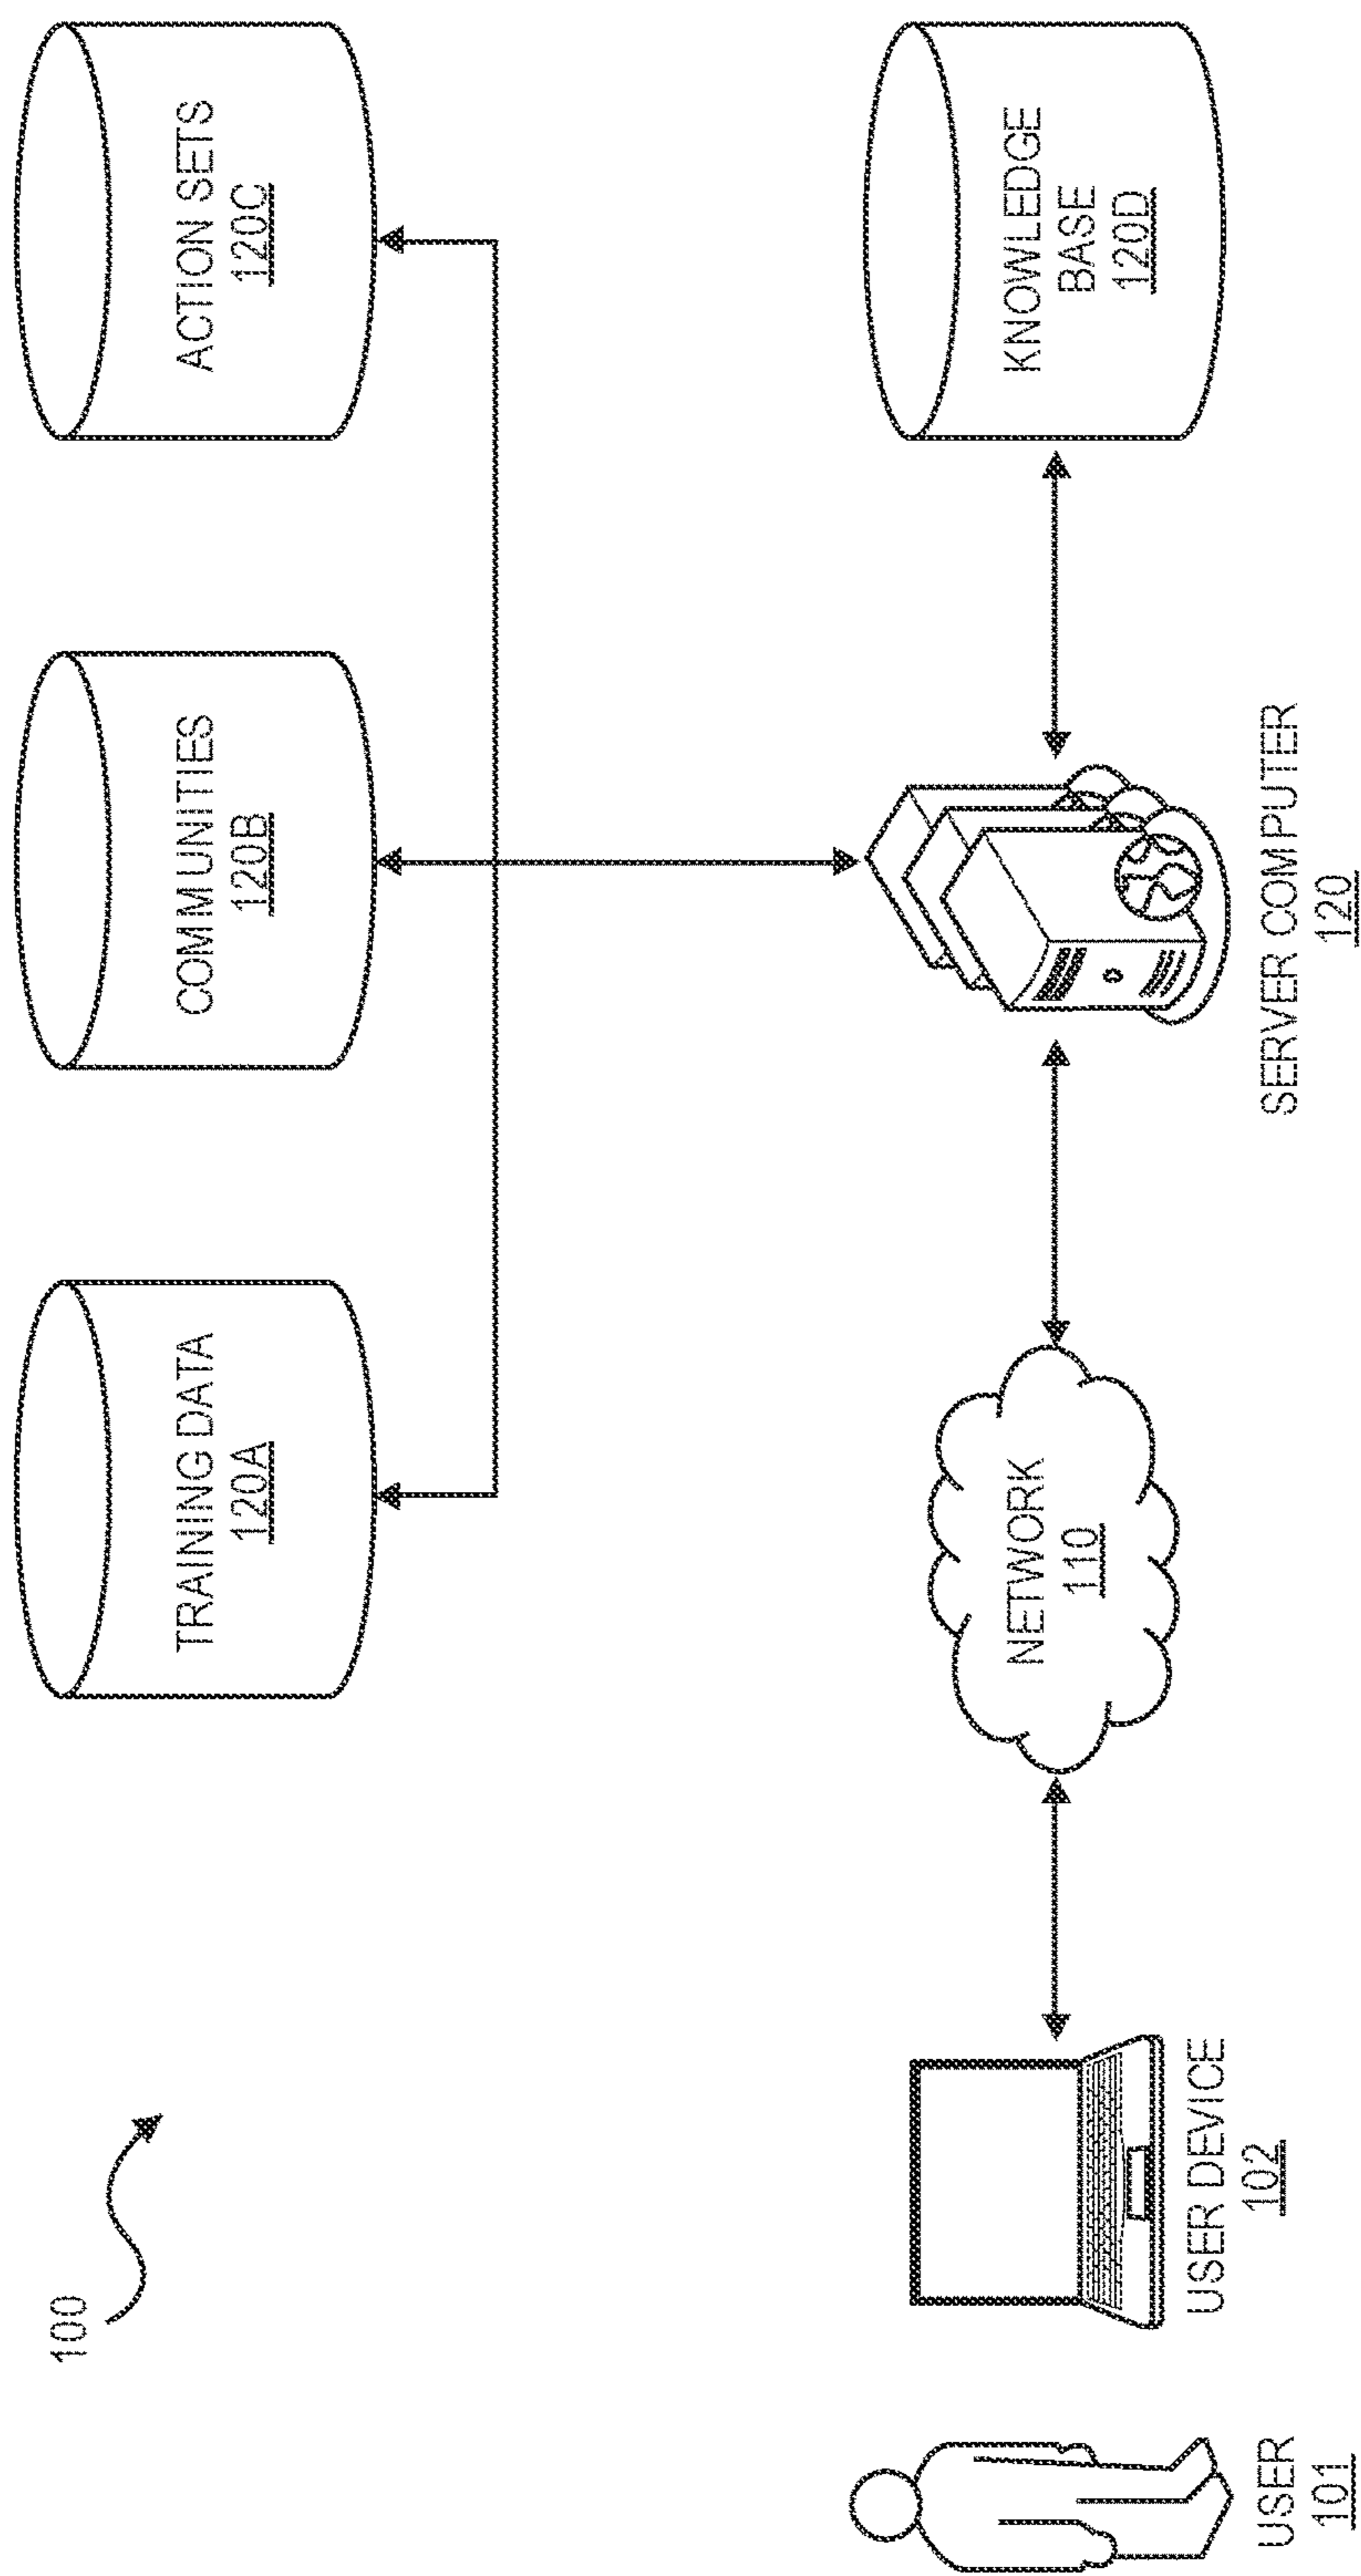 100
TRAINING DATA
120A
COMMUNITIES
120B
ACTION SETS
120C
USER
101
USER DEVICE
102
NETWORK
110
SERVER COMPUTER
120
KNOWLEDGE
BASE
120D